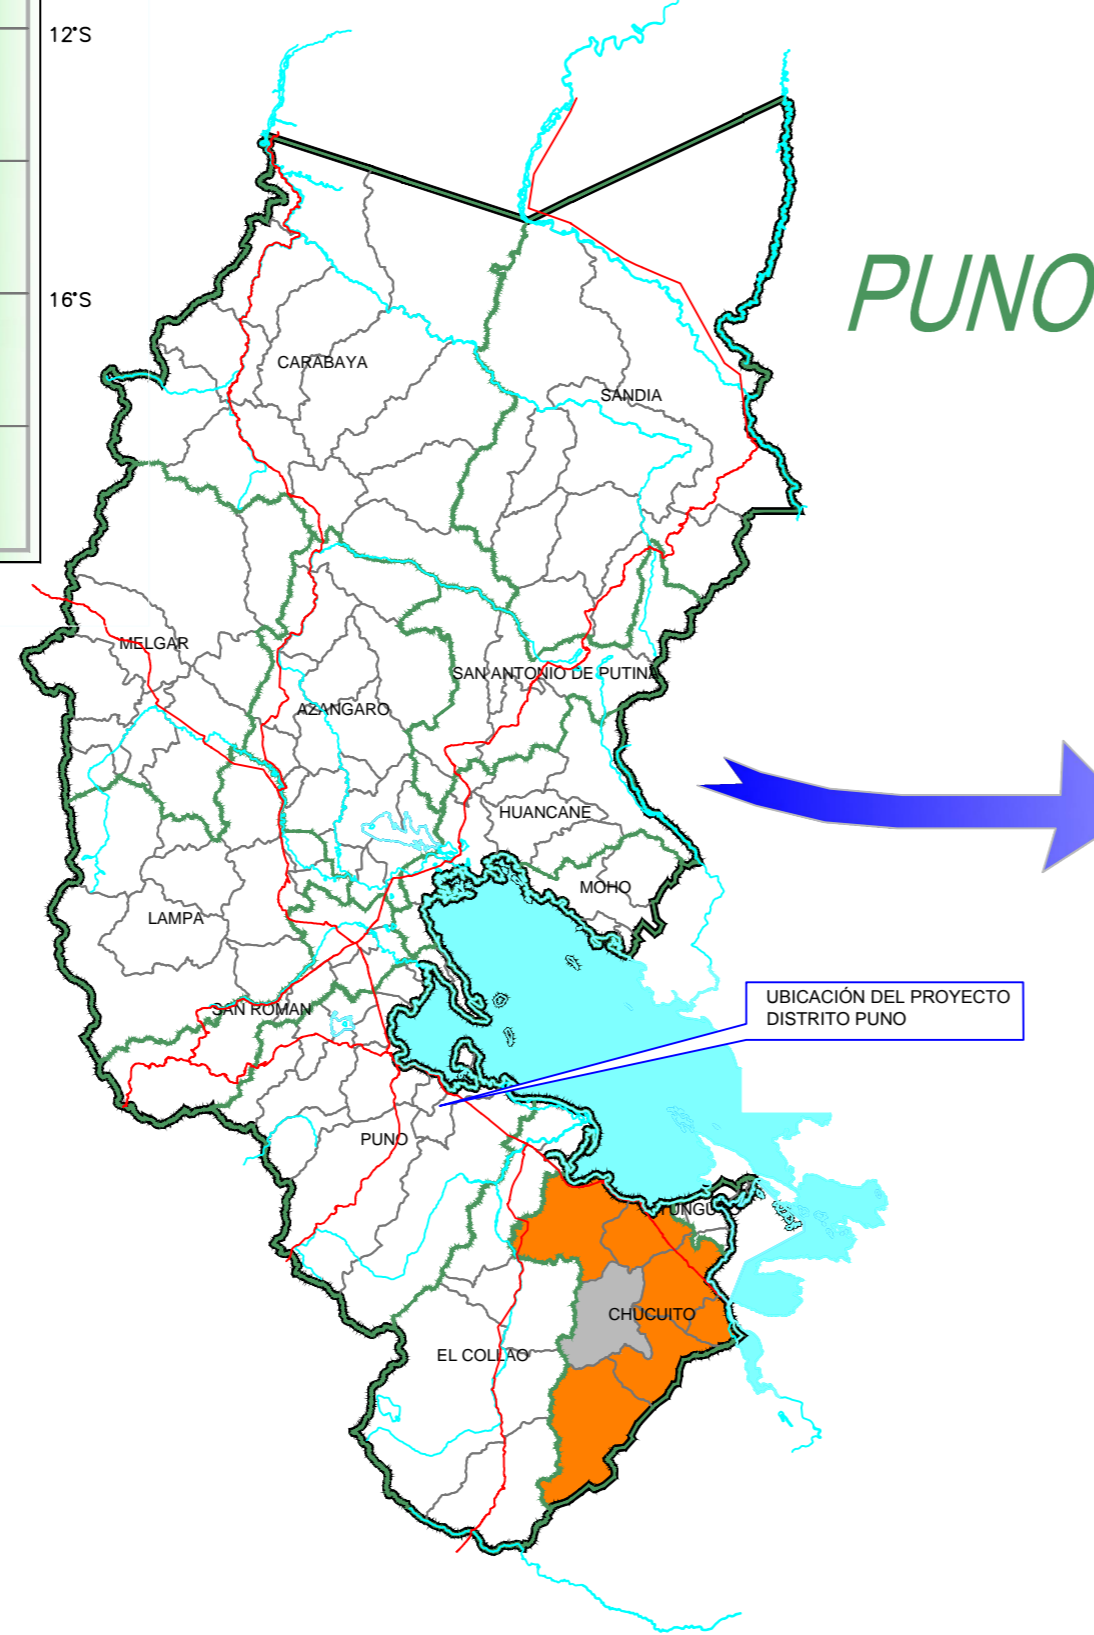 12°S
16°S
PUNO
CARABAYA
SANDIA
MELGAR
SAN ANTONIO DE PUTINA
AZANGARO
HUANCANE
MOHO
LAMPA
UBICACIÓN DEL PROYECTO
DISTRITO PUNO
SAN ROMAN
PUNO
CHUCUITO
EL COLLAO